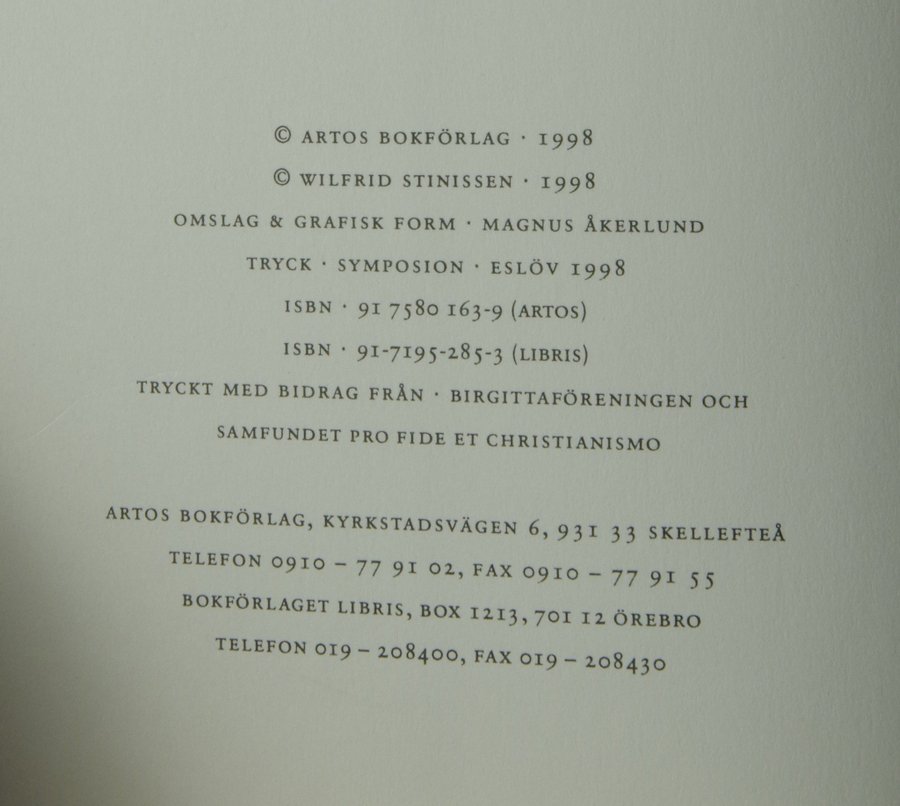 © ARTOS BOKFÖRLAG · 1998
© WILFRID STINISSEN · 1998
OMSLAG & GRAFISK FORM · MAGNUS ÅKERLUND
TRYCK · SYMPOSION · ESLÖV 1998
ISBN · 91 7580 163-9 (ARTOS)
ISBN · 91-7195-285-3 (LIBRIS)
TRYCKT MED BIDRAG FRÅN · BIRGITTAFÖRENINGEN OCH
SAMFUNDET PRO FIDE ET CHRISTIANISMO
ARTOS BOKFÖRLAG, KYRKSTADSVÄGEN 6, 931 33 SKELLEFTEÅ
TELEFON 0910 – 77 91 02, FAX 0910 – 77 91 55
BOKFÖRLAGET LIBRIS, BOX 1213, 701 12 ÖREBRO
TELEFON 019 – 208400, FAX 019 – 208430